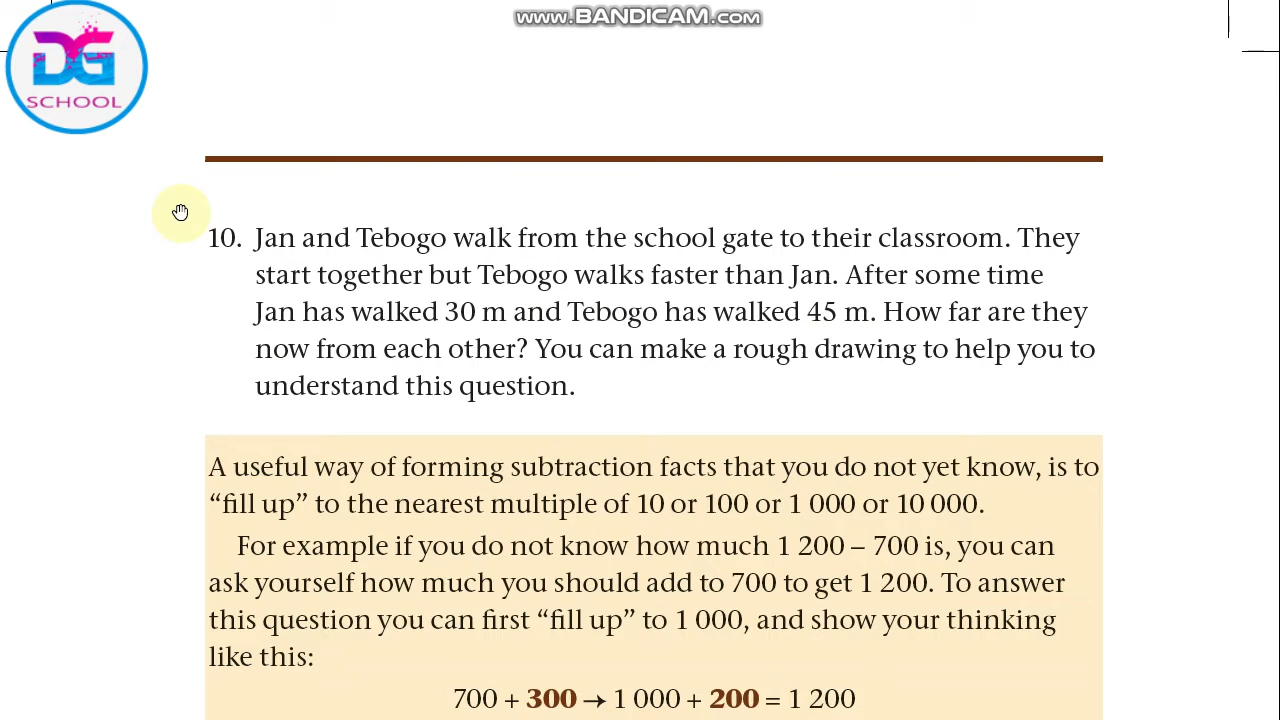 www.BANDICAM.com
DG
SCHOOL
10. Jan and Tebogo walk from the school gate to their classroom. They
start together but Tebogo walks faster than Jan. After some time
Jan has walked 30 m and Tebogo has walked 45 m. How far are they
now from each other? You can make a rough drawing to help you to
understand this question.
A useful way of forming subtraction facts that you do not yet know, is to
“fill up” to the nearest multiple of 10 or 100 or 1 000 or 10 000.
For example if you do not know how much 1 200 – 700 is, you can
ask yourself how much you should add to 700 to get 1 200. To answer
this question you can first “fill up” to 1 000, and show your thinking
like this:
700 + 300 → 1 000 + 200 = 1 200